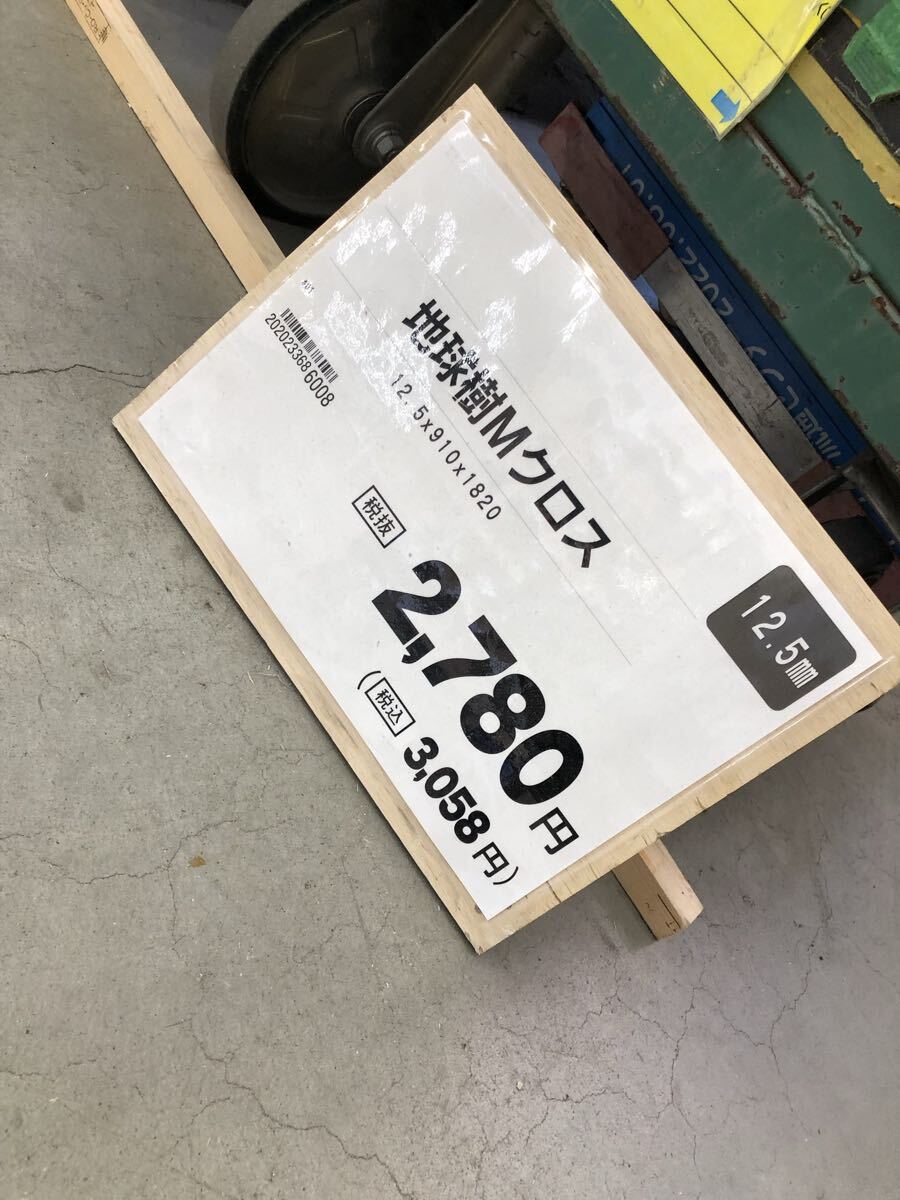 地球樹Mクロス
12.5x910x1820
12.5mm
税抜 2,780円
(税込 3,058円)
2020233686008